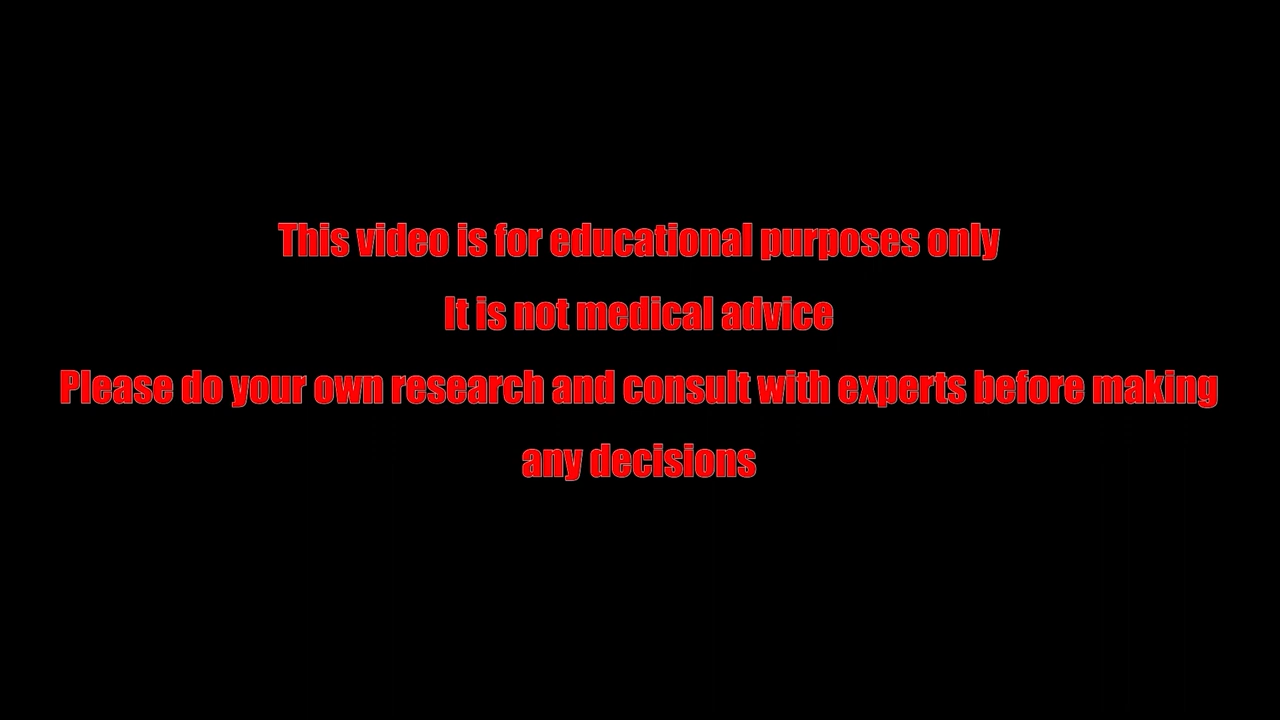 This video is for educational purposes only
It is not medical advice
Please do your own research and consult with experts before making
any decisions